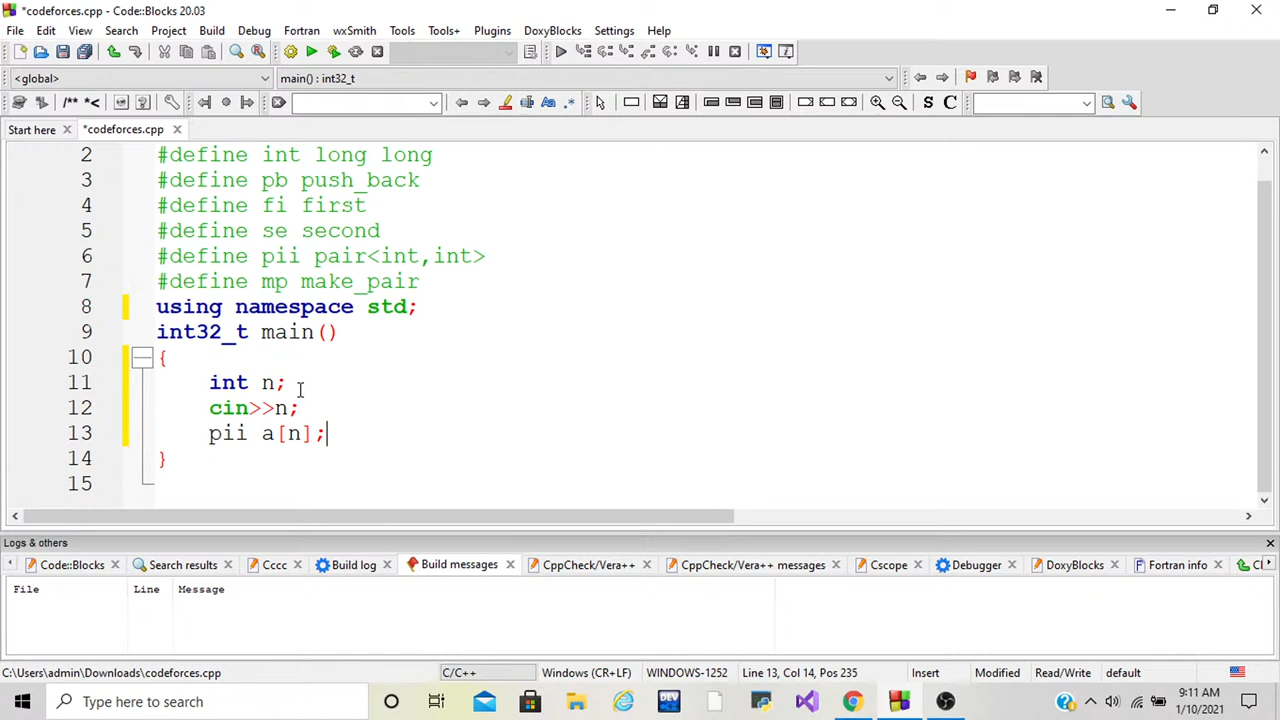 *codeforces.cpp - Code::Blocks 20.03
File Edit View Search Project Build Debug Fortran wxSmith Tools Tools+ Plugins DoxyBlocks Settings Help
<global> main() : int32_t
/** *< S C
Start here *codeforces.cpp
2 #define int long long
3 #define pb push_back
4 #define fi first
5 #define se second
6 #define pii pair<int,int>
7 #define mp make_pair
8 using namespace std;
9 int32_t main()
10 {
11 int n;
12 cin>>n;
13 pii a[n];
14 }
15
Logs & others
Code::Blocks Search results Cccc Build log Build messages CppCheck/Vera++ CppCheck/Vera++ messages Cscope Debugger DoxyBlocks Fortran info
File Line Message
C:\Users\admin\Downloads\codeforces.cpp C/C++ Windows (CR+LF) WINDOWS-1252 Line 13, Col 14, Pos 235 Insert Modified Read/Write default
Type here to search DEV 9:11 AM
1/10/2021